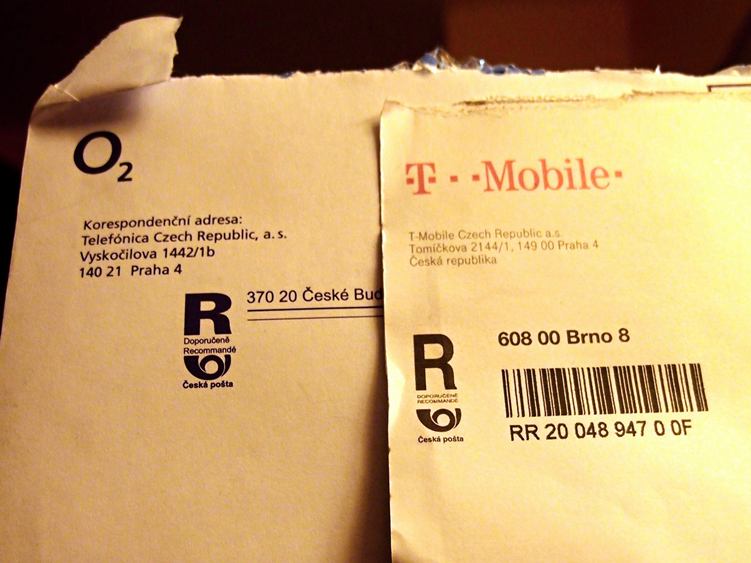 O2
Korespondenční adresa:
Telefónica Czech Republic, a. s.
Vyskočilova 1442/1b
140 21 Praha 4
R
370 20 České Bud
Doporučeně
Recommandé
Česká pošta
T··Mobile·
T-Mobile Czech Republic a.s.
Tomíčkova 2144/1, 149 00 Praha 4
Česká republika
R
608 00 Brno 8
DOPORUČENĚ
RECOMMANDÉ
Česká pošta
RR 20 048 947 0 0F